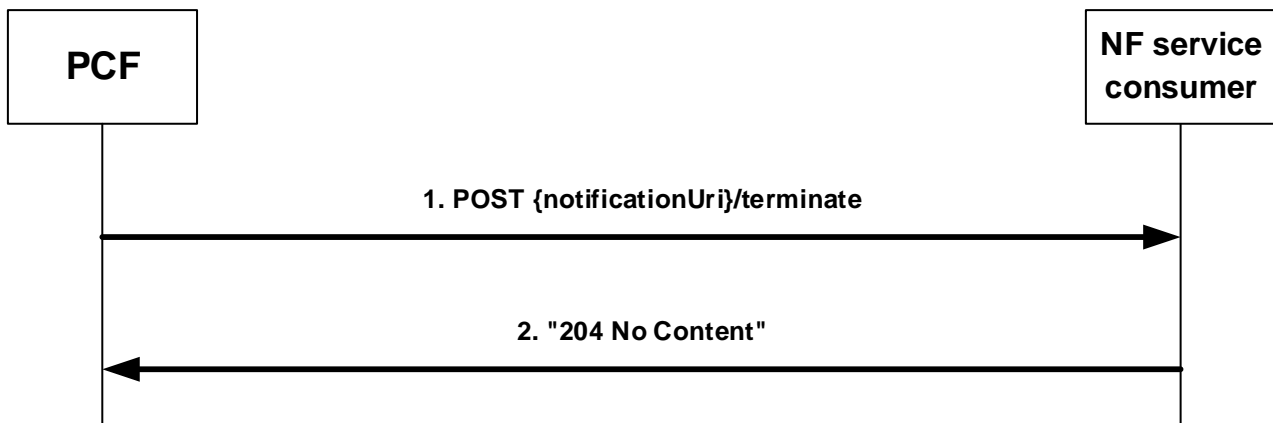 PCF
NF service
consumer
1. POST {notificationUri}/terminate
2. "204 No Content"